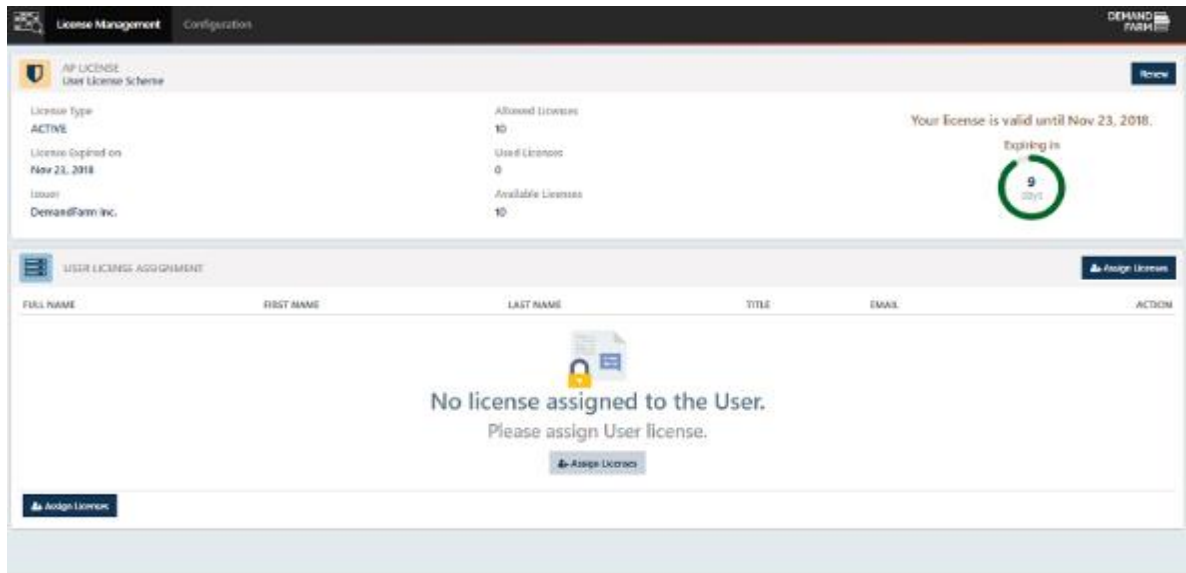 License Management
Configuration
DEMAND
FARM
AP LICENSE
User License Scheme
Renew
License Type
ACTIVE
License Expired on
Nov 23, 2018
Issuer
DemandFarm Inc.
Allowed Licenses
10
Used Licenses
0
Available Licenses
10
Your license is valid until Nov 23, 2018.
Expiring in
9
days
USER LICENSE ASSIGNMENT
Assign Licenses
FULL NAME
FIRST NAME
LAST NAME
TITLE
EMAIL
ACTION
No license assigned to the User.
Please assign User license.
Assign Licenses
Assign Licenses